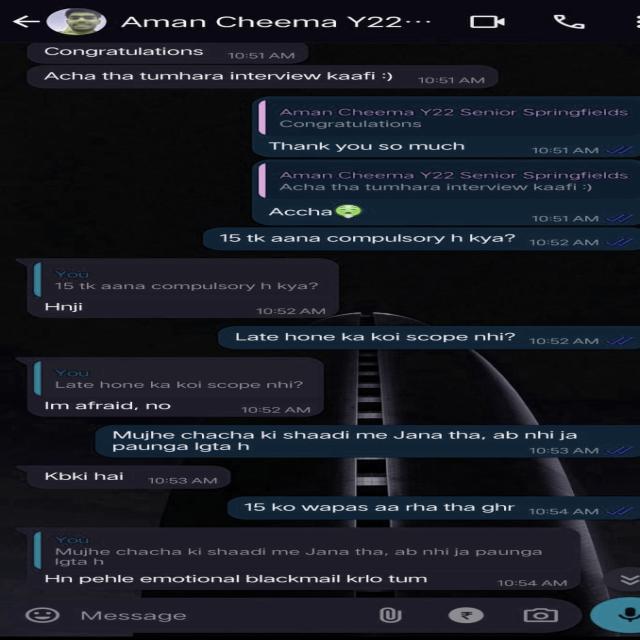 Aman Cheema Y22...
Congratulations 10:51 AM
Acha tha tumhara interview kaafi :) 10:51 AM
Aman Cheema Y22 Senior Springfields
Congratulations
Thank you so much 10:51 AM
Aman Cheema Y22 Senior Springfields
Acha tha tumhara interview kaafi :)
Accha🤮 10:51 AM
15 tk aana compulsory h kya? 10:52 AM
You
15 tk aana compulsory h kya?
Hnji 10:52 AM
Late hone ka koi scope nhi? 10:52 AM
You
Late hone ka koi scope nhi?
Im afraid, no 10:52 AM
Mujhe chacha ki shaadi me Jana tha, ab nhi ja
paunga lgta h 10:53 AM
Kbki hai 10:53 AM
15 ko wapas aa rha tha ghr 10:54 AM
You
Mujhe chacha ki shaadi me Jana tha, ab nhi ja paunga
lgta h
Hn pehle emotional blackmail krlo tum 10:54 AM
Message